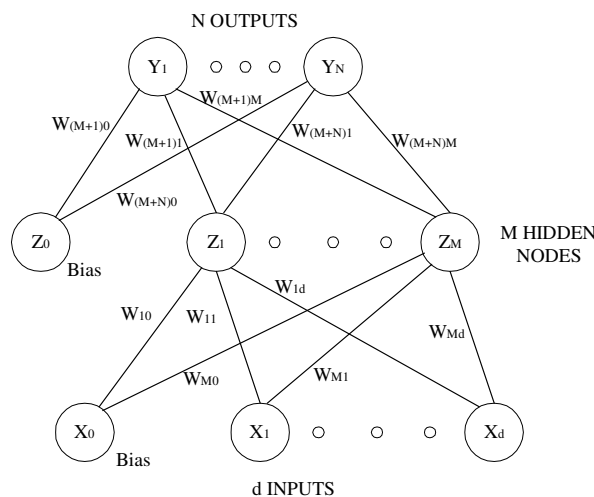 N OUTPUTS
Y1
YN
W(M+1)0
W(M+1)1
W(M+1)M
W(M+N)1
W(M+N)M
W(M+N)0
Z0
Bias
Z1
ZM
M HIDDEN
NODES
W10
W11
W1d
WM0
WM1
WMd
X0
Bias
X1
Xd
d INPUTS